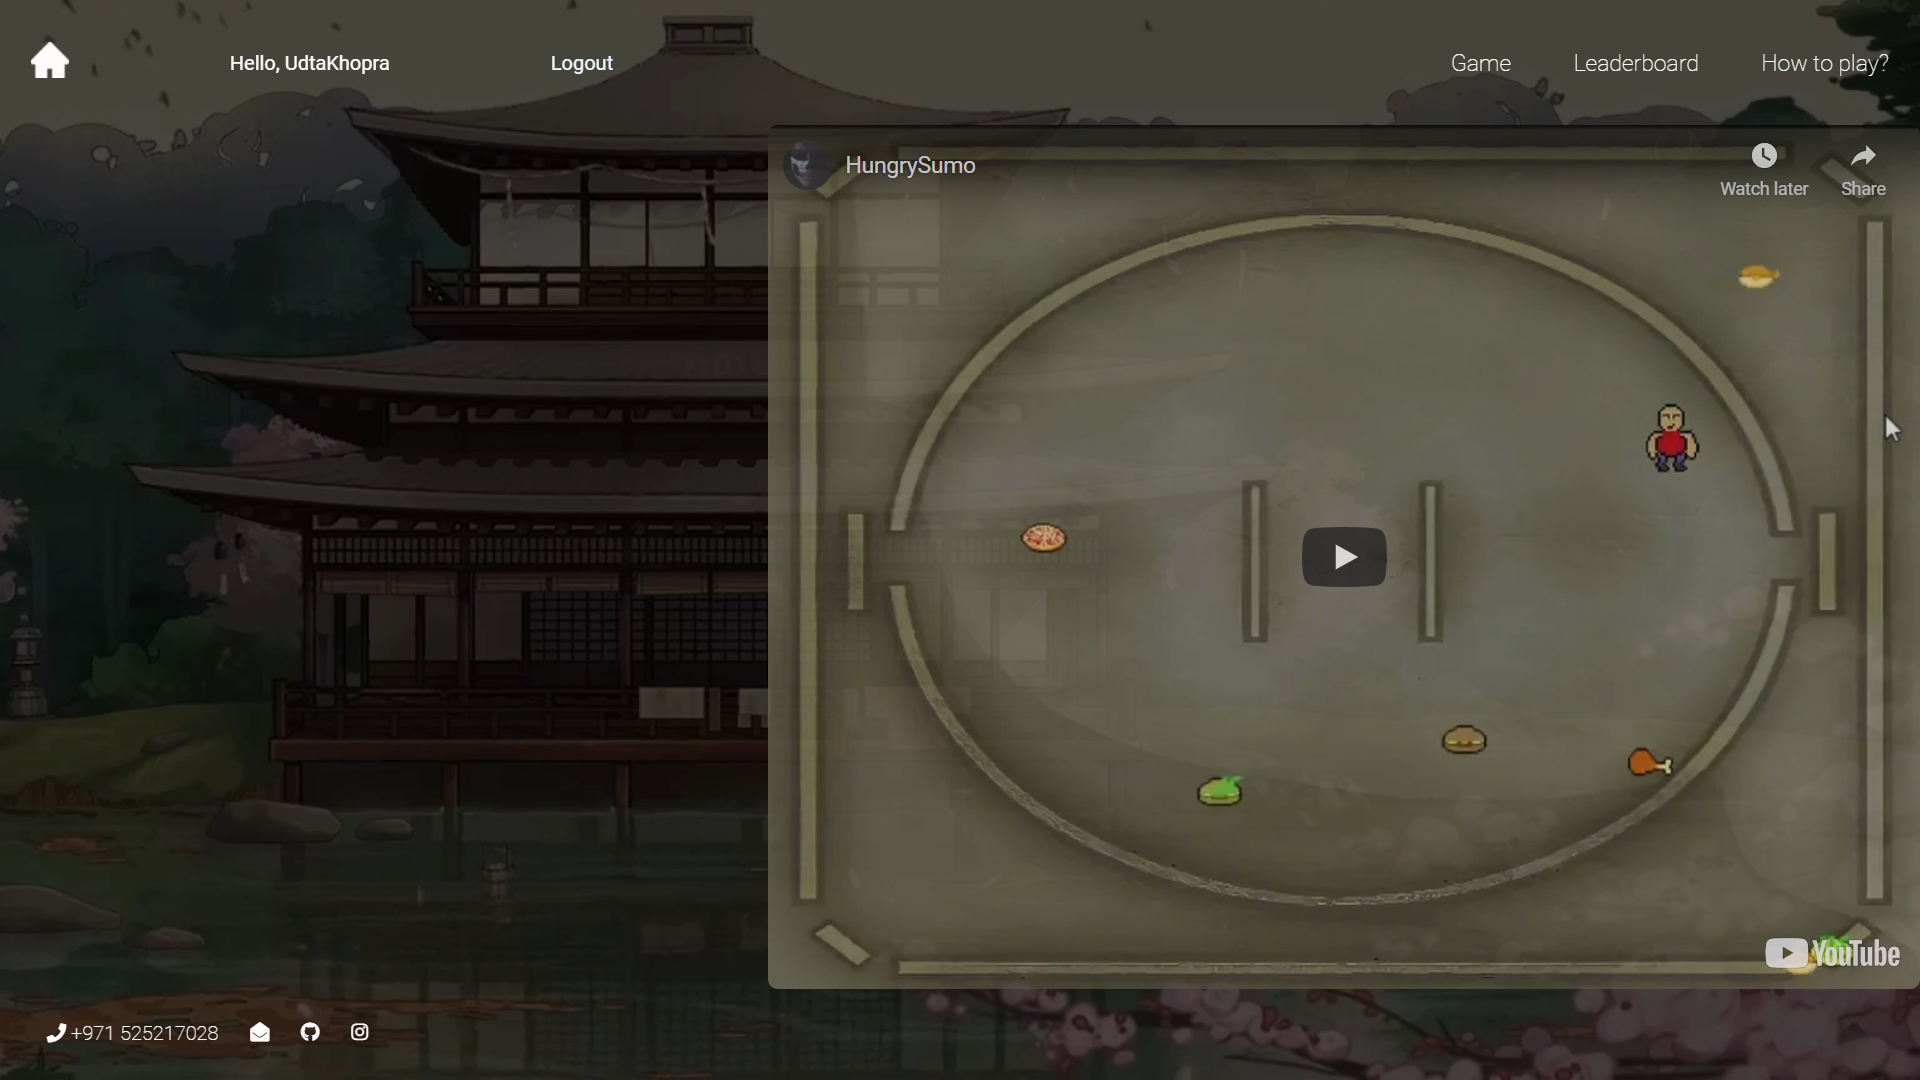 Hello, UdtaKhopra
Logout
Game
Leaderboard
How to play?
HungrySumo
Watch later
Share
YouTube
+971 525217028